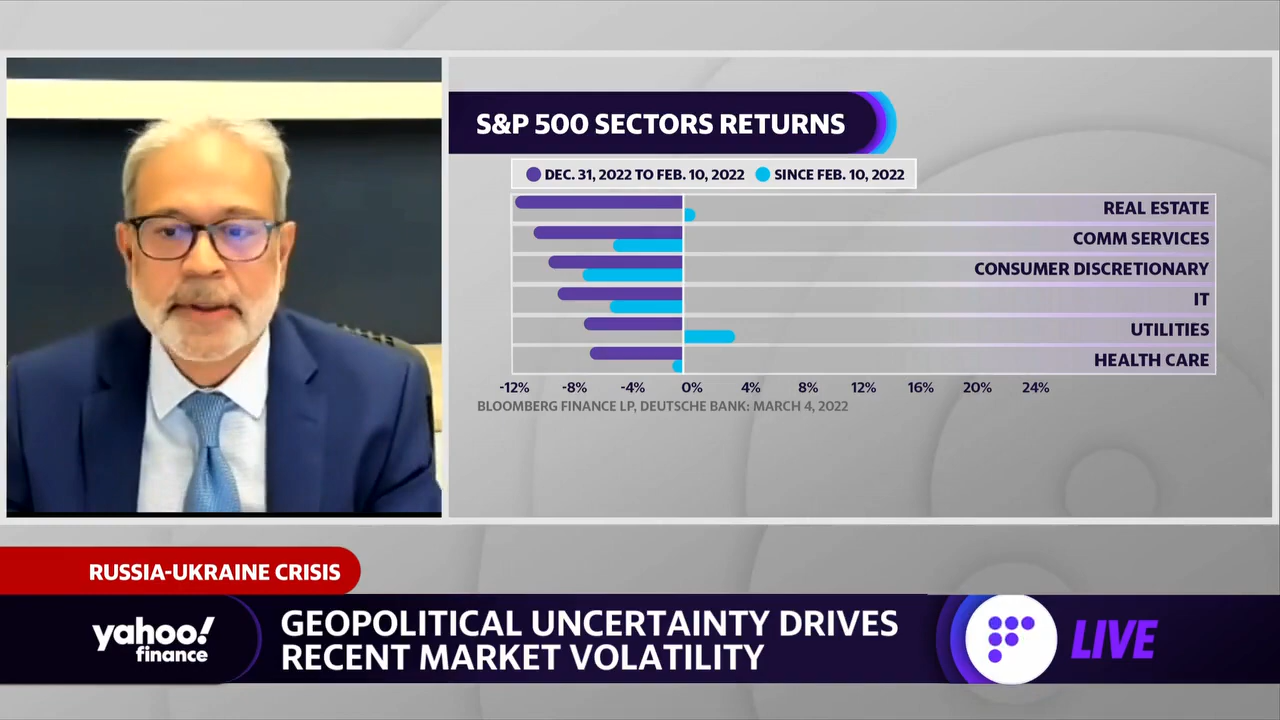 S&P 500 SECTORS RETURNS
DEC. 31, 2022 TO FEB. 10, 2022 SINCE FEB. 10, 2022
REAL ESTATE
COMM SERVICES
CONSUMER DISCRETIONARY
IT
UTILITIES
HEALTH CARE
-12% -8% -4% 0% 4% 8% 12% 16% 20% 24%
BLOOMBERG FINANCE LP, DEUTSCHE BANK: MARCH 4, 2022
RUSSIA-UKRAINE CRISIS
yahoo!
finance
GEOPOLITICAL UNCERTAINTY DRIVES
RECENT MARKET VOLATILITY
LIVE